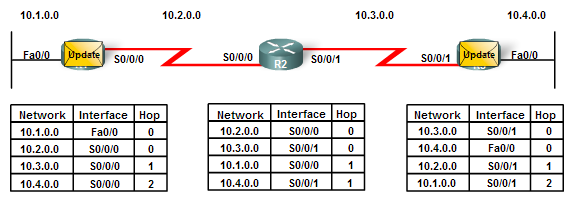 10.1.0.0 10.2.0.0 10.3.0.0 10.4.0.0
Fa0/0 Update S0/0/0 S0/0/0 R2 S0/0/1 S0/0/1 Update Fa0/0
Network Interface Hop
10.1.0.0 Fa0/0 0
10.2.0.0 S0/0/0 0
10.3.0.0 S0/0/0 1
10.4.0.0 S0/0/0 2
Network Interface Hop
10.2.0.0 S0/0/0 0
10.3.0.0 S0/0/1 0
10.1.0.0 S0/0/0 1
10.4.0.0 S0/0/1 1
Network Interface Hop
10.3.0.0 S0/0/1 0
10.4.0.0 Fa0/0 0
10.2.0.0 S0/0/1 1
10.1.0.0 S0/0/1 2